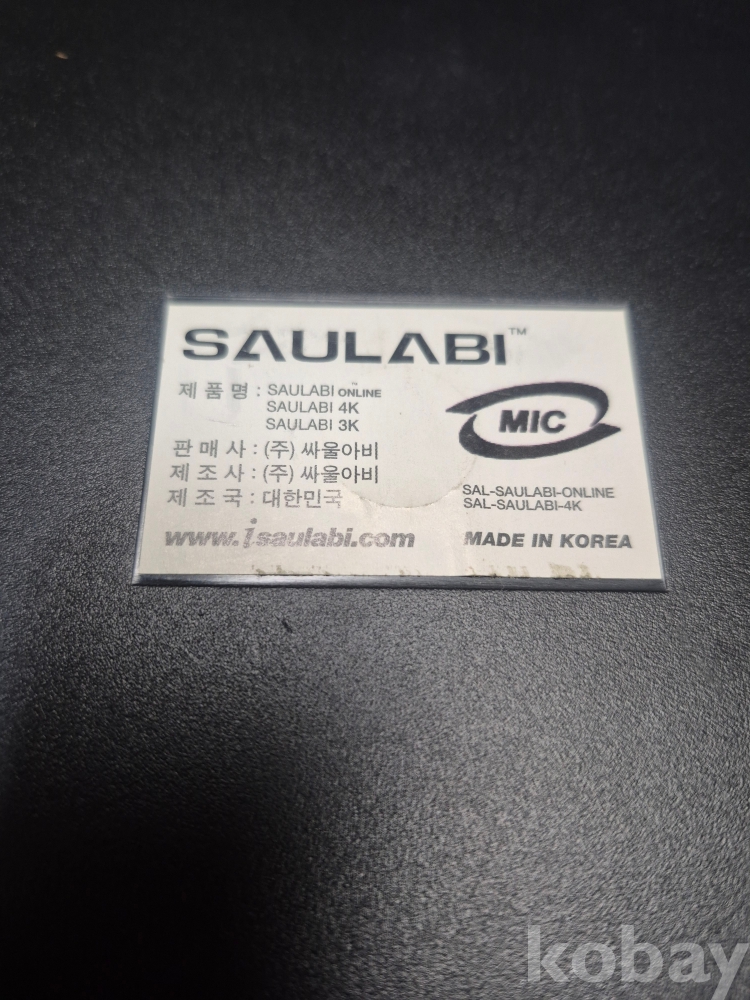 SAULABI™
제 품 명 : SAULABI ONLINE™
SAULABI 4K
SAULABI 3K
판 매 사 : (주) 싸울아비
제 조 사 : (주) 싸울아비
제 조 국 : 대한민국
www.isaulabi.com
MIC
SAL-SAULABI-ONLINE
SAL-SAULABI-4K
MADE IN KOREA
kobay